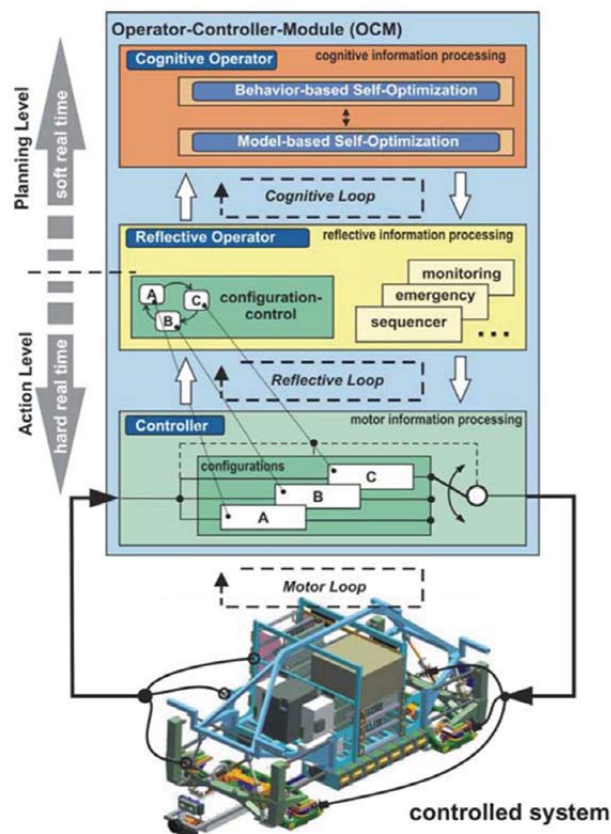 Operator-Controller-Module (OCM)
Cognitive Operator
cognitive information processing
Behavior-based Self-Optimization
Model-based Self-Optimization
Planning Level
soft real time
Cognitive Loop
Reflective Operator
reflective information processing
A
C
B
configuration-
control
monitoring
emergency
sequencer
...
Action Level
hard real time
Reflective Loop
Controller
motor information processing
configurations
C
B
A
Motor Loop
controlled system